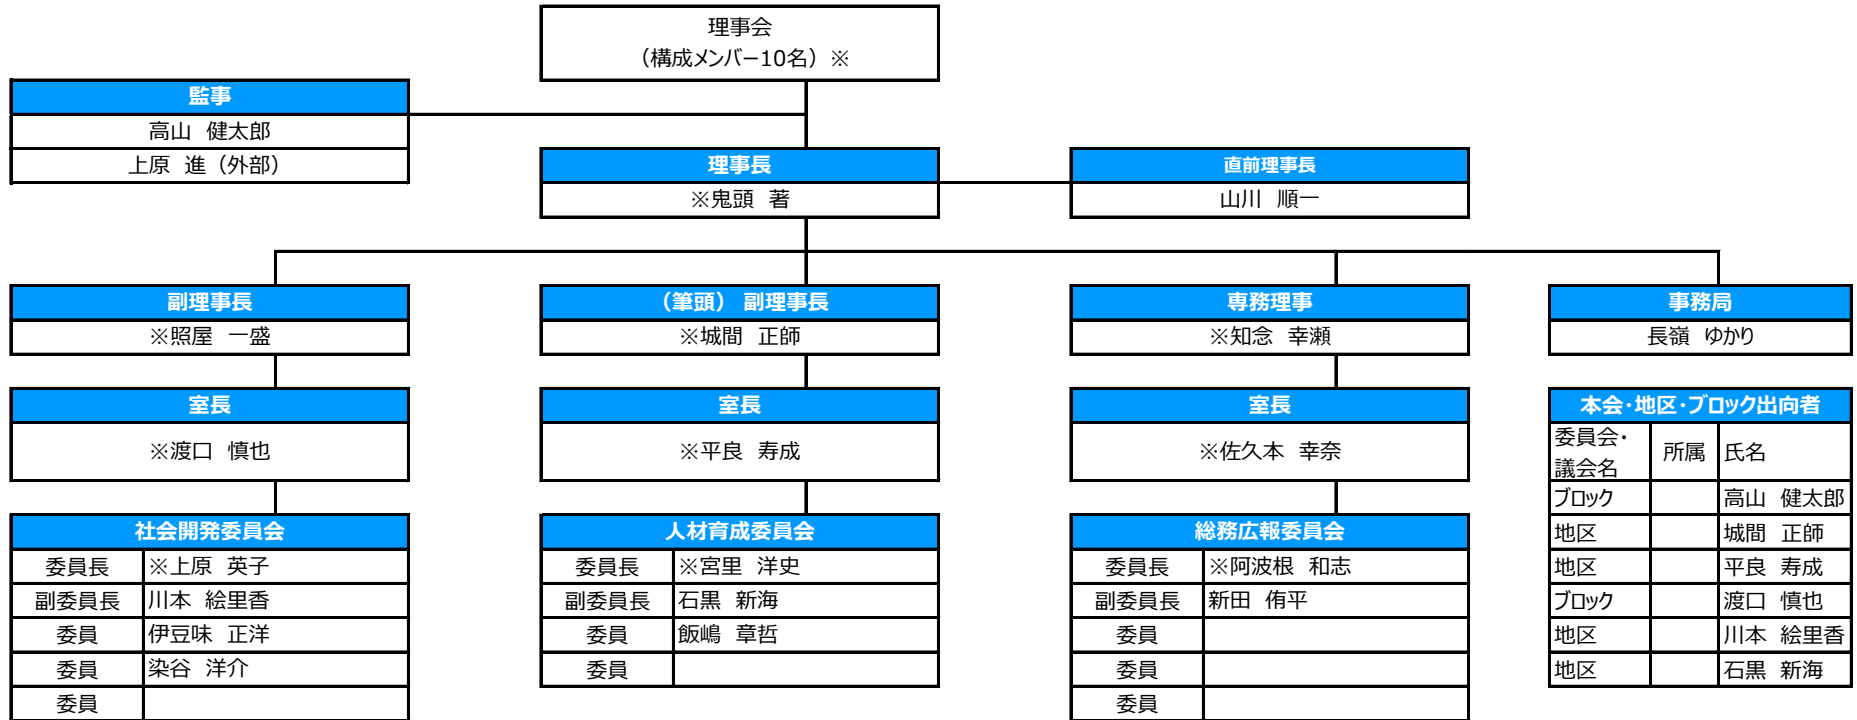 理事会
（構成メンバー10名）※
監事
高山 健太郎
上原 進（外部）
理事長
※鬼頭 著
直前理事長
山川 順一
副理事長
※照屋 一盛
（筆頭） 副理事長
※城間 正師
専務理事
※知念 幸瀬
事務局
長嶺 ゆかり
室長
※渡口 慎也
室長
※平良 寿成
室長
※佐久本 幸奈
社会開発委員会
委員長 ※上原 英子
副委員長 川本 絵里香
委員 伊豆味 正洋
委員 染谷 洋介
委員
人材育成委員会
委員長 ※宮里 洋史
副委員長 石黒 新海
委員 飯嶋 章哲
委員
総務広報委員会
委員長 ※阿波根 和志
副委員長 新田 侑平
委員
委員
委員
本会・地区・ブロック出向者
委員会・
議会名 所属 氏名
ブロック 高山 健太郎
地区 城間 正師
地区 平良 寿成
ブロック 渡口 慎也
地区 川本 絵里香
地区 石黒 新海